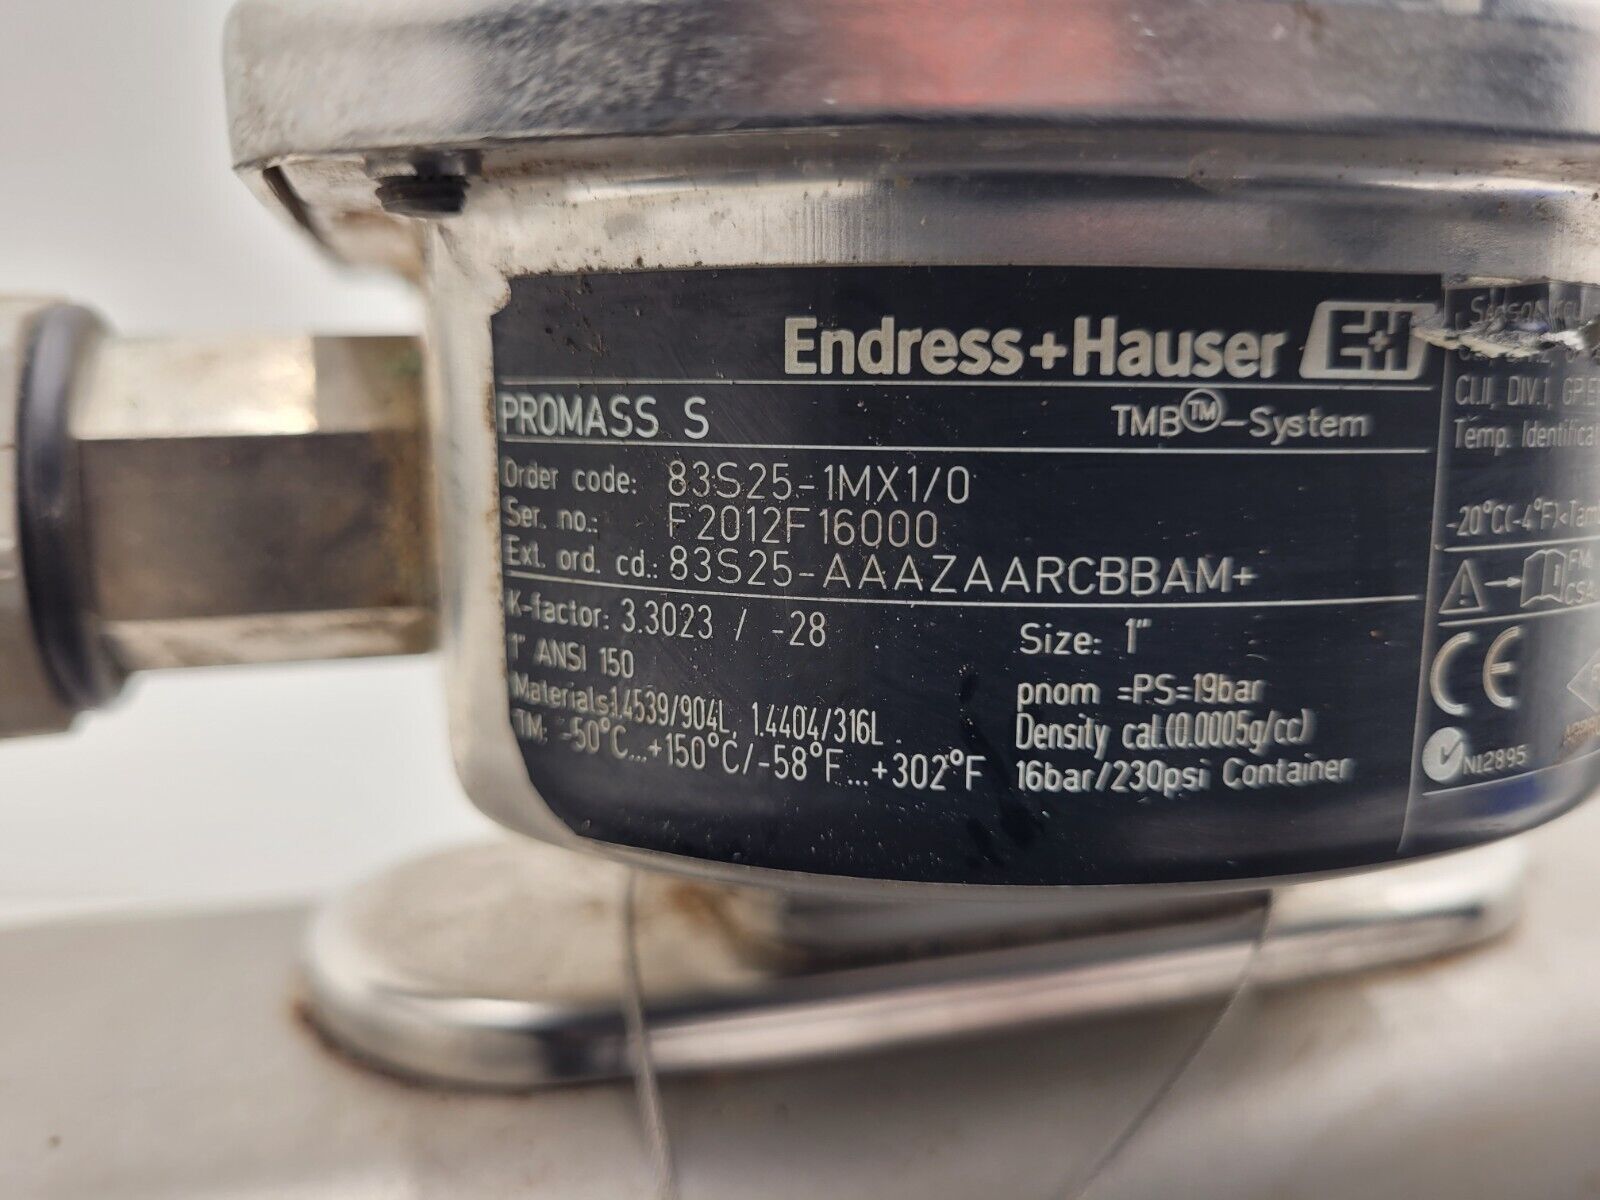 Endress+Hauser E+H
PROMASS S TMB™-System
Order code: 83S25-1MX1/0
Ser. no.: F2012F16000
Ext. ord. cd.: 83S25-AAAZAARCBBAM+
K-factor: 3.3023 / -28
1" ANSI 150
Materials:1.4539/904L, 1.4404/316L
TM: -50°C...+150°C/-58°F...+302°F
Size: 1"
pnom =PS=19bar
Density cal.(0.0005g/cc)
16bar/230psi Container
Cl.II, DIV.1,
Temp.
-20°C(-4°F)
FM
CSA
CE
N12895